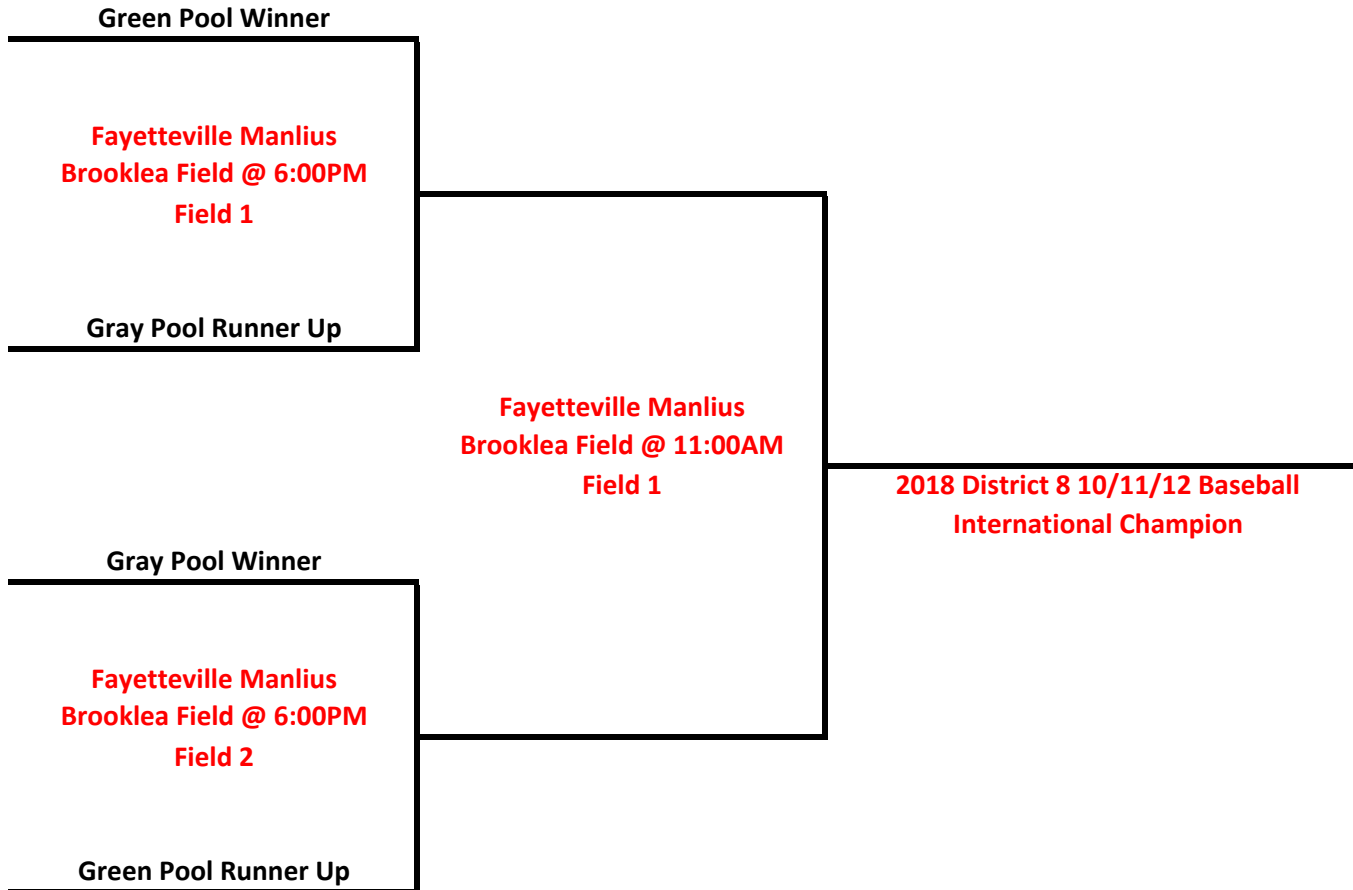 Green Pool Winner
Fayetteville Manlius
Brooklea Field @ 6:00PM
Field 1
Gray Pool Runner Up
Fayetteville Manlius
Brooklea Field @ 11:00AM
Field 1
2018 District 8 10/11/12 Baseball
International Champion
Gray Pool Winner
Fayetteville Manlius
Brooklea Field @ 6:00PM
Field 2
Green Pool Runner Up